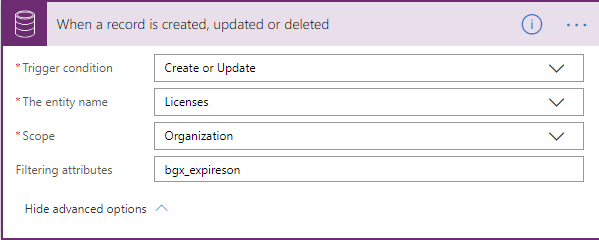 When a record is created, updated or deleted
* Trigger condition Create or Update
* The entity name Licenses
* Scope Organization
Filtering attributes bgx_expireson
Hide advanced options